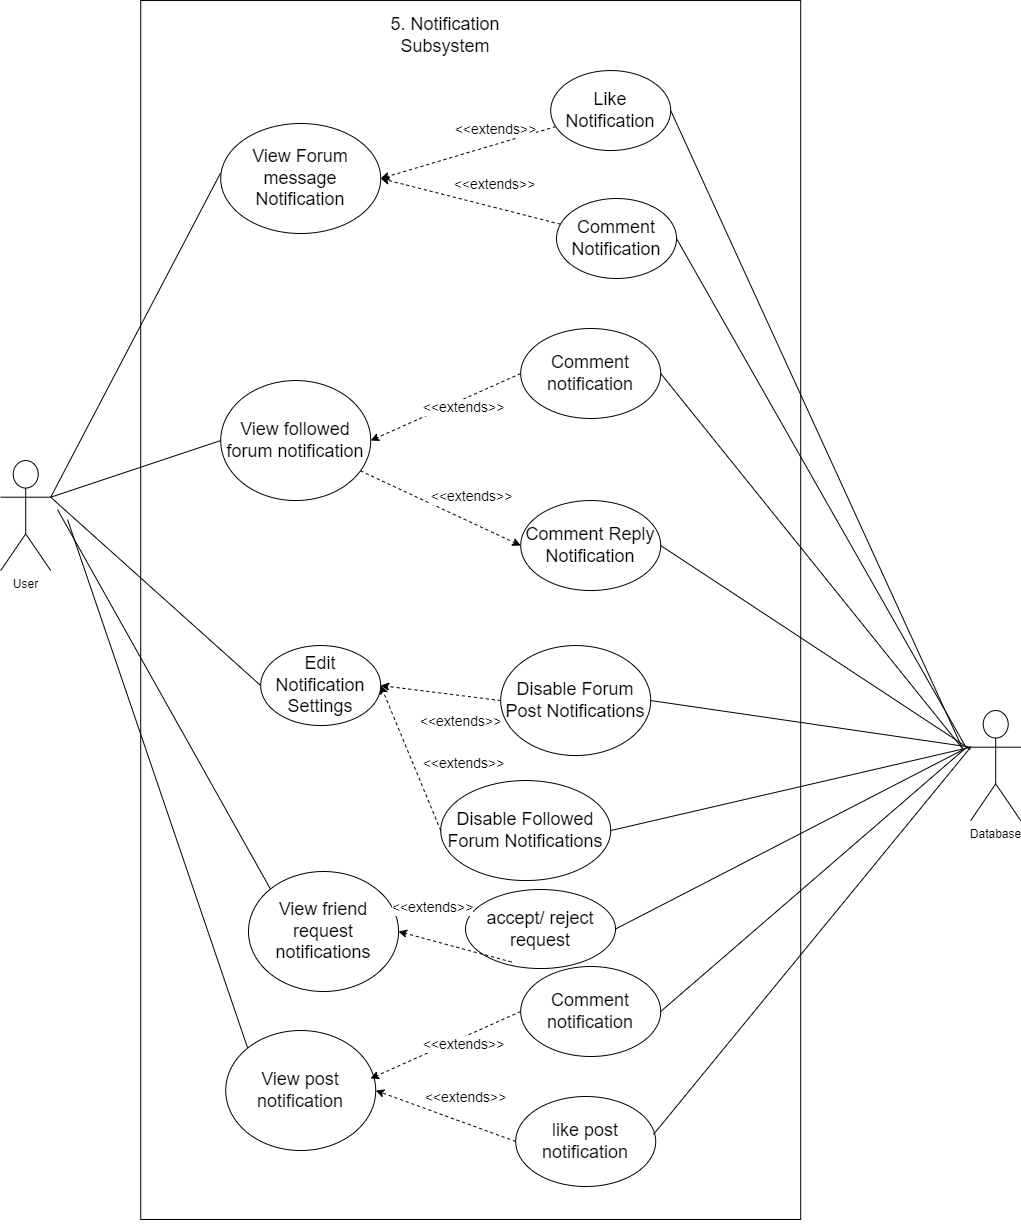 5. Notification
Subsystem
Like
Notification
<<extends>>
View Forum
message
Notification
<<extends>>
Comment
Notification
Comment
notification
<<extends>>
View followed
forum notification
<<extends>>
Comment Reply
Notification
User
Edit
Notification
Settings
Disable Forum
Post Notifications
<<extends>>
<<extends>>
Disable Followed
Forum Notifications
Database
View friend
request
notifications
<<extends>>
accept/ reject
request
Comment
notification
<<extends>>
View post
notification
<<extends>>
like post
notification